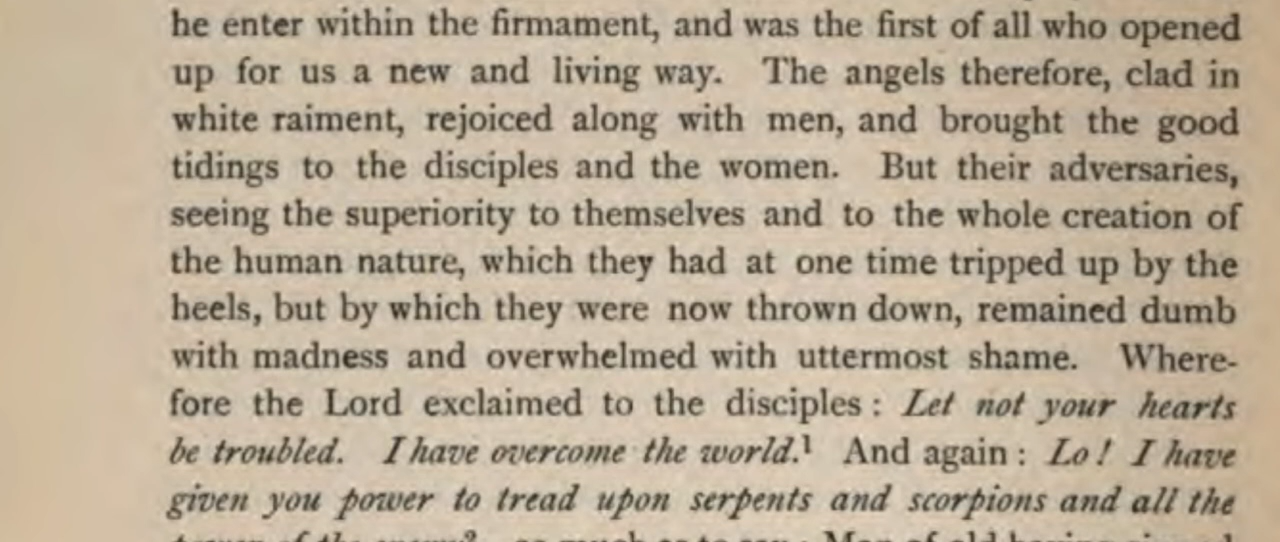 he enter within the firmament, and was the first of all who opened
up for us a new and living way. The angels therefore, clad in
white raiment, rejoiced along with men, and brought the good
tidings to the disciples and the women. But their adversaries,
seeing the superiority to themselves and to the whole creation of
the human nature, which they had at one time tripped up by the
heels, but by which they were now thrown down, remained dumb
with madness and overwhelmed with uttermost shame. Where-
fore the Lord exclaimed to the disciples : Let not your hearts
be troubled. I have overcome the world.¹ And again : Lo ! I have
given you power to tread upon serpents and scorpions and all the